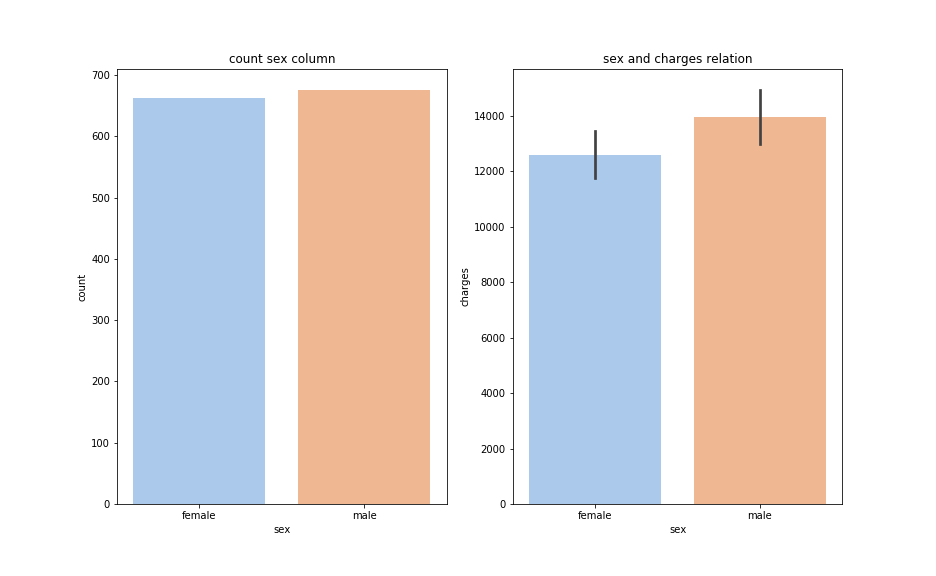 count sex column
700
600
500
400
300
200
100
0
count
female male
sex
sex and charges relation
14000
12000
10000
8000
6000
4000
2000
0
charges
female male
sex